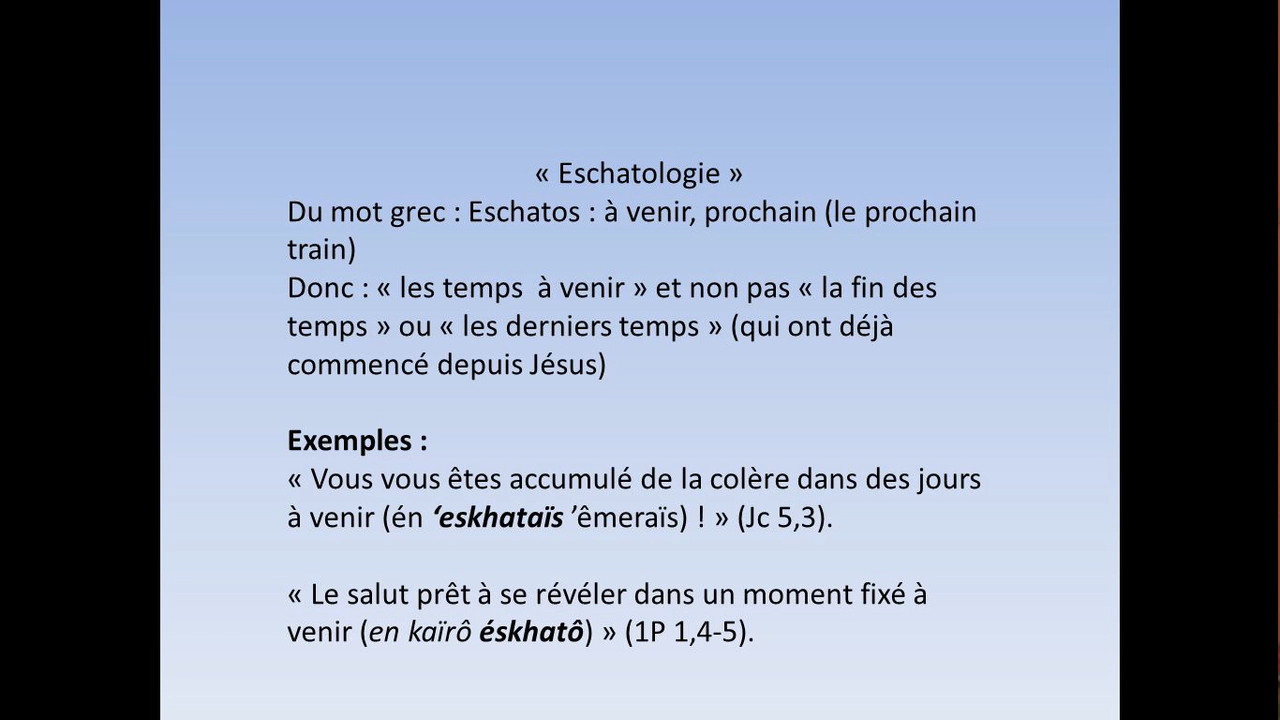 « Eschatologie »
Du mot grec : Eschatos : à venir, prochain (le prochain
train)
Donc : « les temps  à venir » et non pas « la fin des
temps » ou « les derniers temps » (qui ont déjà
commencé depuis Jésus)
Exemples :
« Vous vous êtes accumulé de la colère dans des jours
à venir (én ‘eskhataïs ’êmeraïs) ! » (Jc 5,3).
« Le salut prêt à se révéler dans un moment fixé à
venir (en kaïrô éskhatô) » (1P 1,4-5).